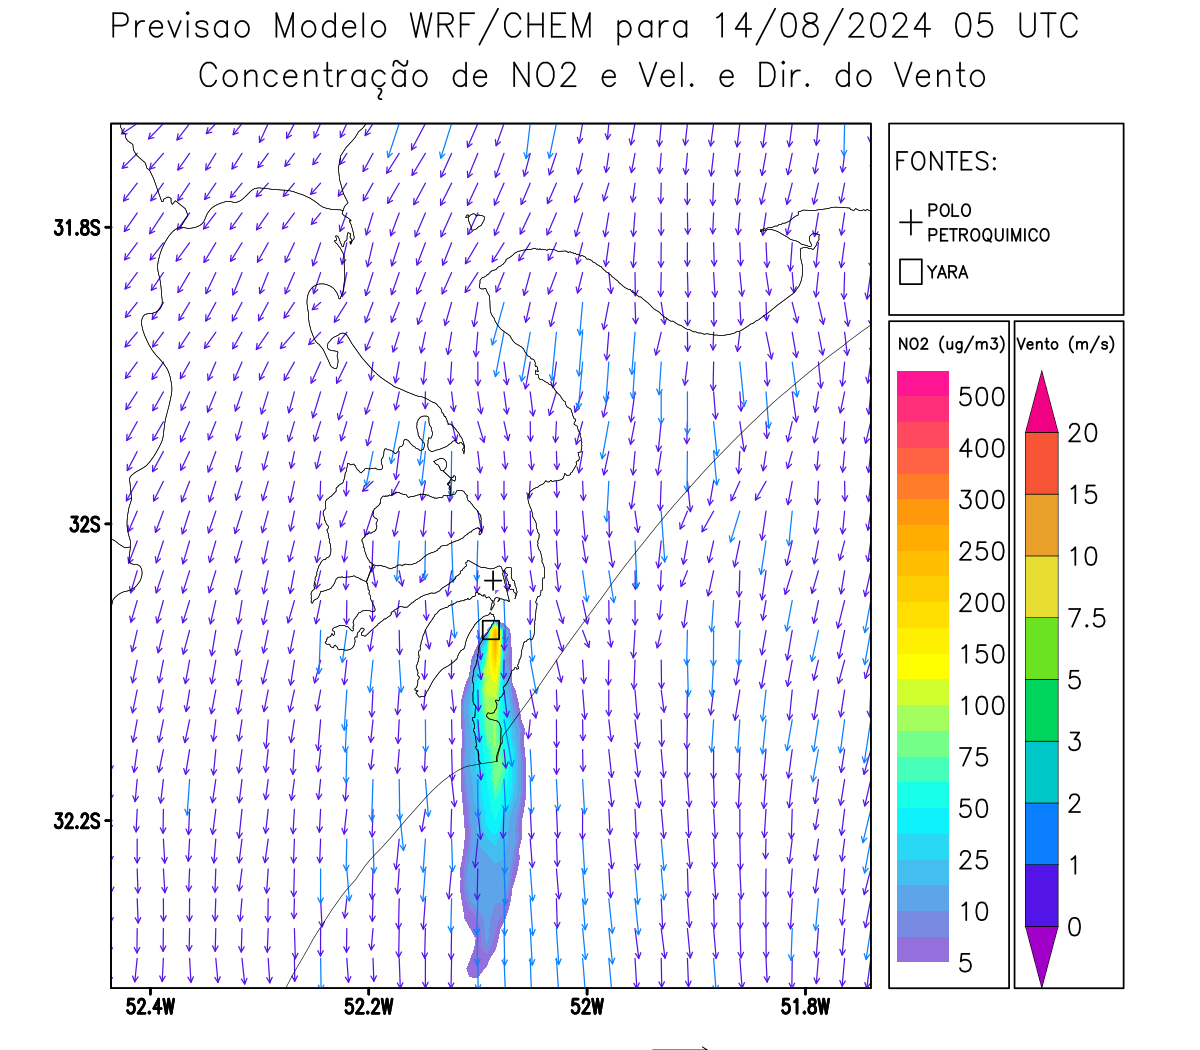 Previsao Modelo WRF/CHEM para 14/08/2024 05 UTC
Concentração de NO2 e Vel. e Dir. do Vento
FONTES:
POLO
PETROQUIMICO
YARA
31.8S
32S
32.2S
52.4W
52.2W
52W
51.8W
NO2 (ug/m3)
500
400
300
250
200
150
100
75
50
25
10
5
Vento (m/s)
20
15
10
7.5
5
3
2
1
0